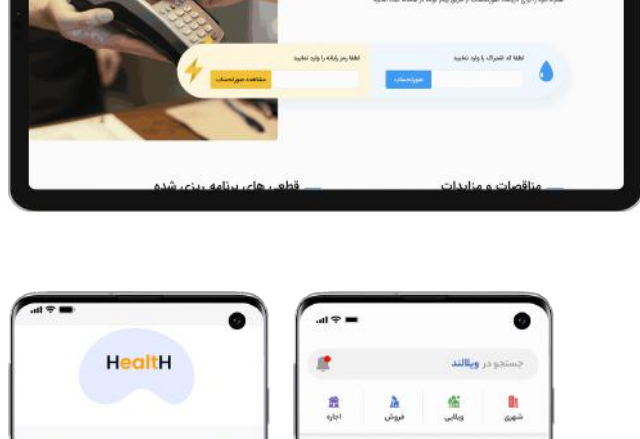 لطفا کد اشتراک را وارد نمایید
لطفا رمز رایانه را وارد نمایید
صورتحساب
مشاهده صورتحساب
مناقصات و مزایدات
قطعی های برنامه ریزی شده
HealtH
جستجو در ویلالند
شهری
ویلایی
فروش
اجاره